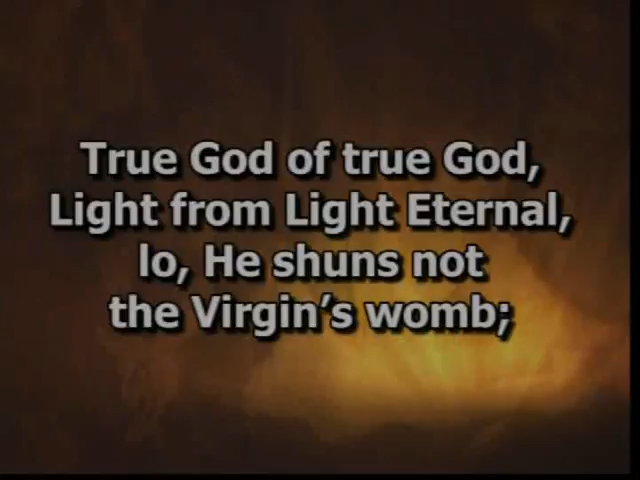 True God of true God,
Light from Light Eternal,
lo, He shuns not
the Virgin's womb;